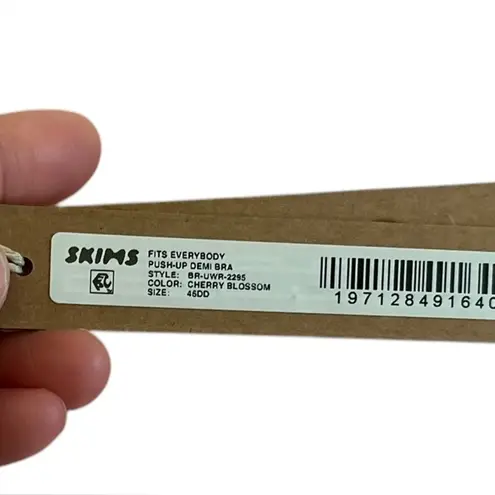 SKIMS
FITS EVERYBODY
PUSH-UP DEMI BRA
STYLE: BR-UWR-2295
COLOR: CHERRY BLOSSOM
SIZE: 46DD
19712849164